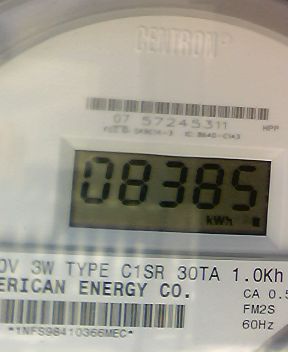 CENTRON®
07 57245311
HPP
08385
kWh
0V 3W TYPE C1SR 30TA 1.0Kh
ERICAN ENERGY CO.
CA 0.5
FM2S
60Hz
*1NFS98410366MEC*